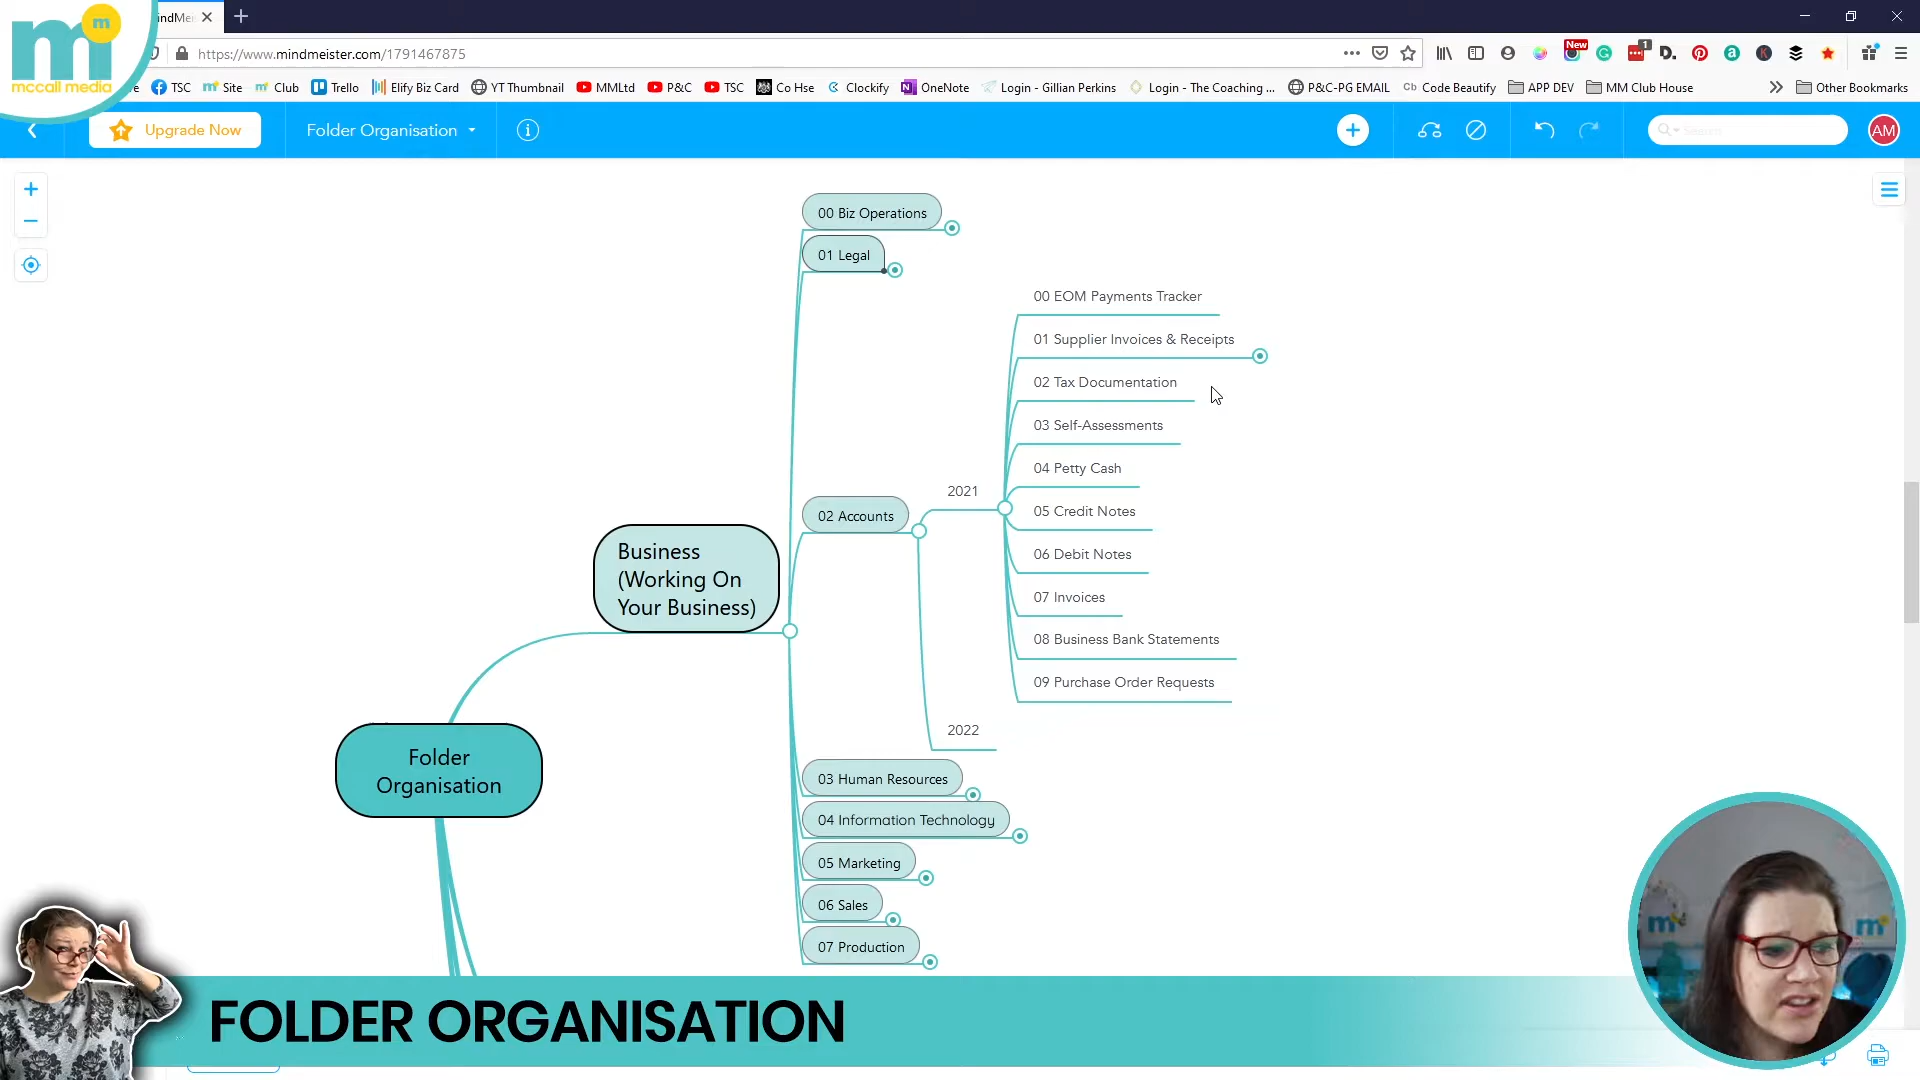 m
m
mccall media
indMei
https://www.mindmeister.com/1791467875
New
1
D.
a
K
TSC
Site
Club
Trello
Elify Biz Card
YT Thumbnail
MMLtd
P&C
TSC
Co Hse
Clockify
OneNote
Login - Gillian Perkins
Login - The Coaching ...
P&C-PG EMAIL
Cb Code Beautify
APP DEV
MM Club House
Other Bookmarks
Upgrade Now
Folder Organisation
Search
AM
00 Biz Operations
01 Legal
00 EOM Payments Tracker
01 Supplier Invoices & Receipts
02 Tax Documentation
03 Self-Assessments
04 Petty Cash
2021
05 Credit Notes
02 Accounts
06 Debit Notes
Business
(Working On
Your Business)
07 Invoices
08 Business Bank Statements
09 Purchase Order Requests
2022
Folder
Organisation
03 Human Resources
04 Information Technology
05 Marketing
06 Sales
07 Production
FOLDER ORGANISATION